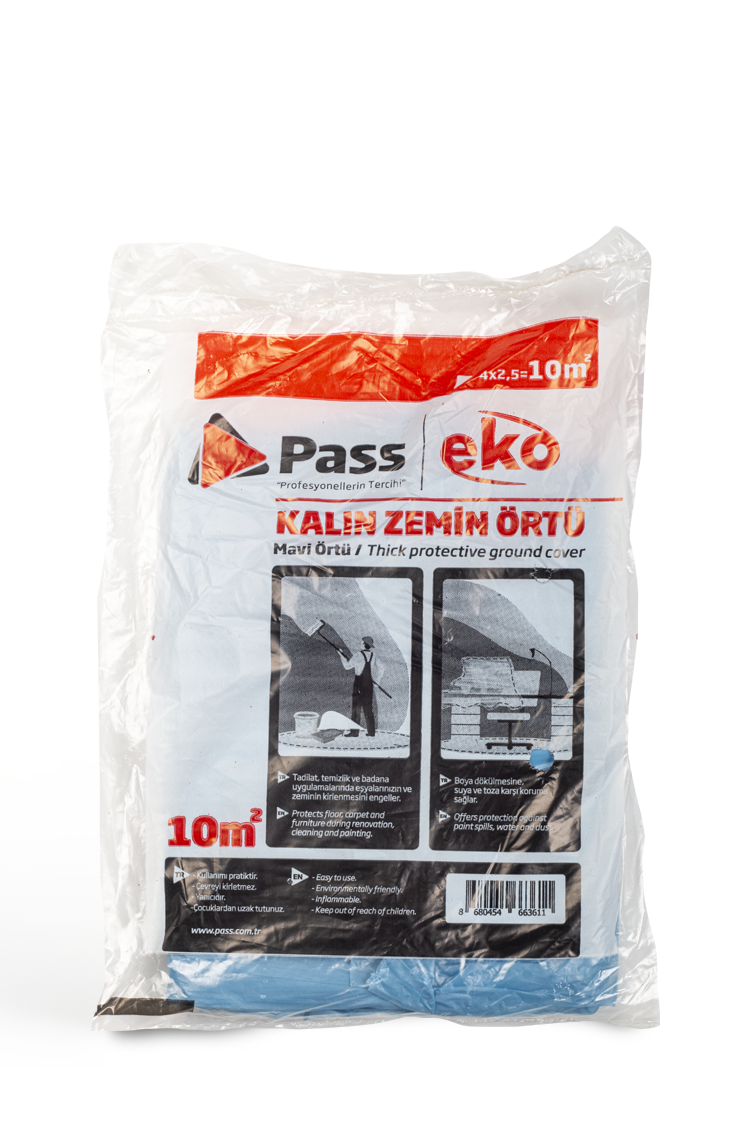 4x2,5=10m²
Pass
eko
"Profesyonellerin Tercihi"
KALIN ZEMİN ÖRTÜ
Mavi Örtü / Thick protective ground cover
TR
Tadilat, temizlik ve badana
uygulamalarında eşyalarınızın ve
zeminin kirlenmesini engeller.
EN
Protects floor, carpet and
furniture during renovation,
cleaning and painting.
TR
Boya dökülmesine,
suya ve toza karşı koruma
sağlar.
EN
Offers protection against
paint spills, water and dust.
10m²
TR
- Kullanımı pratiktir.
- Çevreyi kirletmez.
- Yanıcıdır.
- Çocuklardan uzak tutunuz.
EN
- Easy to use.
- Environmentally friendly.
- Inflammable.
- Keep out of reach of children.
www.pass.com.tr
8 680454 663611